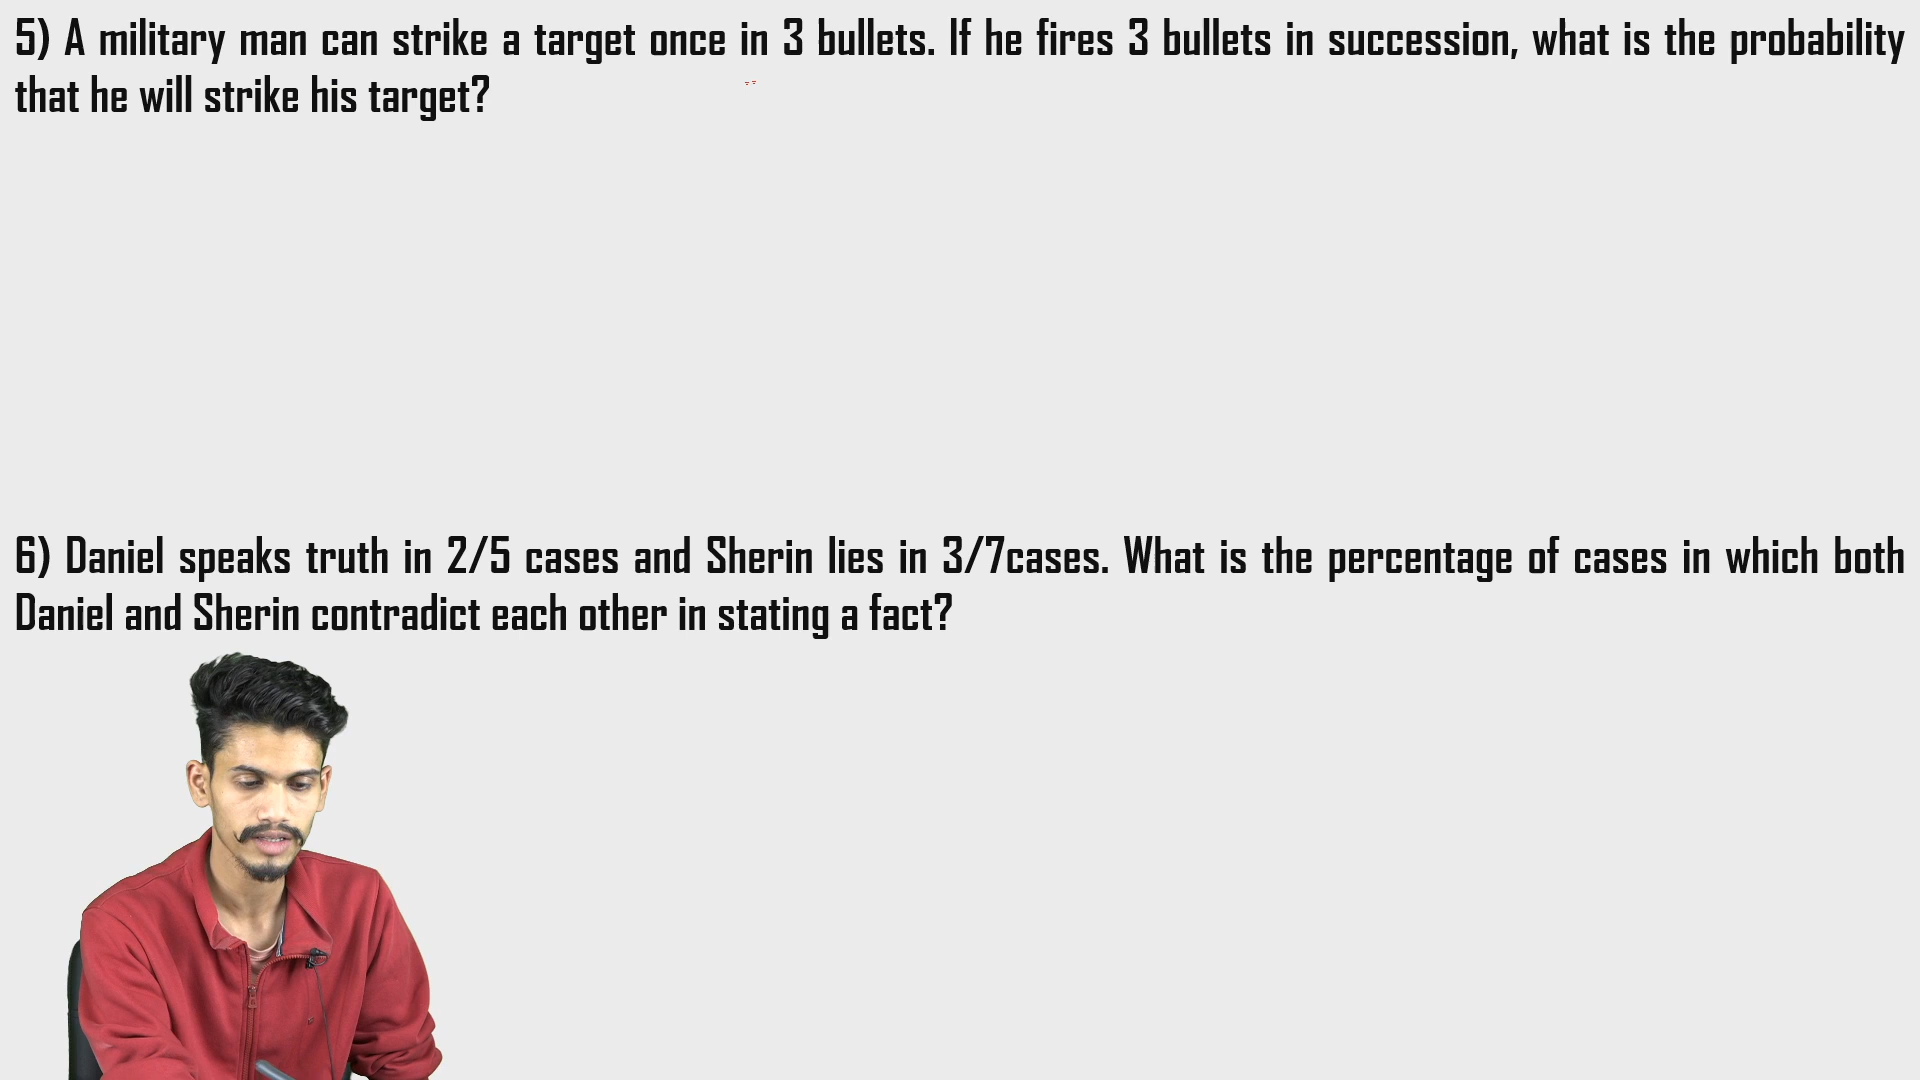 5) A military man can strike a target once in 3 bullets. If he fires 3 bullets in succession, what is the probability
that he will strike his target?
6) Daniel speaks truth in 2/5 cases and Sherin lies in 3/7cases. What is the percentage of cases in which both
Daniel and Sherin contradict each other in stating a fact?